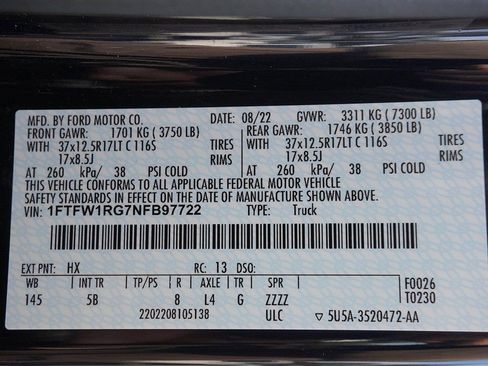 MFD. BY FORD MOTOR CO. DATE: 08/22 GVWR: 3311 KG ( 7300 LB)
FRONT GAWR: 1701 KG ( 3750 LB) REAR GAWR: 1746 KG ( 3850 LB)
WITH 37x12.5R17LT C 116S TIRES WITH 37x12.5R17LT C 116S TIRES
17x8.5J RIMS 17x8.5J RIMS
AT 260 kPa/ 38 PSI COLD AT 260 kPa/ 38 PSI COLD
THIS VEHICLE CONFORMS TO ALL APPLICABLE FEDERAL MOTOR VEHICLE
SAFETY STANDARDS IN EFFECT ON THE DATE OF MANUFACTURE SHOWN ABOVE.
VIN: 1FTFW1RG7NFB97722 TYPE: Truck
EXT PNT: HX RC: 13 DSO:
WB INT TR TP/PS R AXLE TR SPR F0026
145 5B 8 L4 G ZZZZ T0230
2202208105138 ULC ▽ 5U5A-3520472-AA